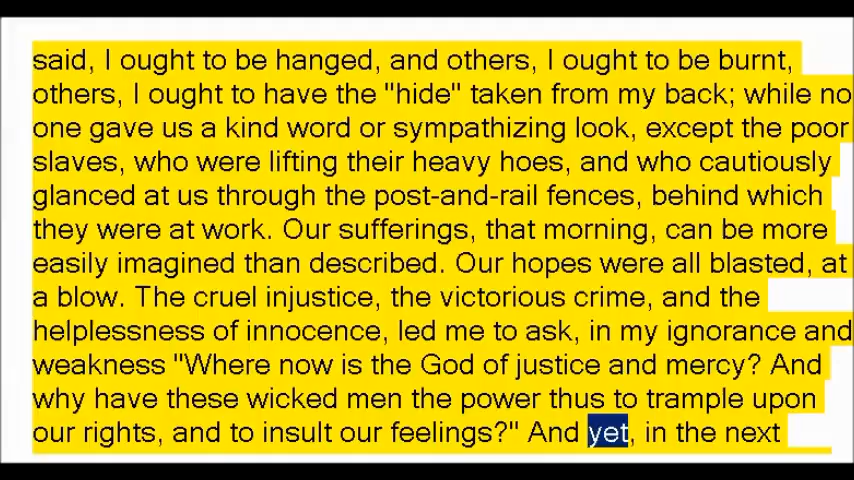 said, I ought to be hanged, and others, I ought to be burnt,
others, I ought to have the "hide" taken from my back; while no
one gave us a kind word or sympathizing look, except the poor
slaves, who were lifting their heavy hoes, and who cautiously
glanced at us through the post-and-rail fences, behind which
they were at work. Our sufferings, that morning, can be more
easily imagined than described. Our hopes were all blasted, at
a blow. The cruel injustice, the victorious crime, and the
helplessness of innocence, led me to ask, in my ignorance and
weakness "Where now is the God of justice and mercy? And
why have these wicked men the power thus to trample upon
our rights, and to insult our feelings?" And yet, in the next